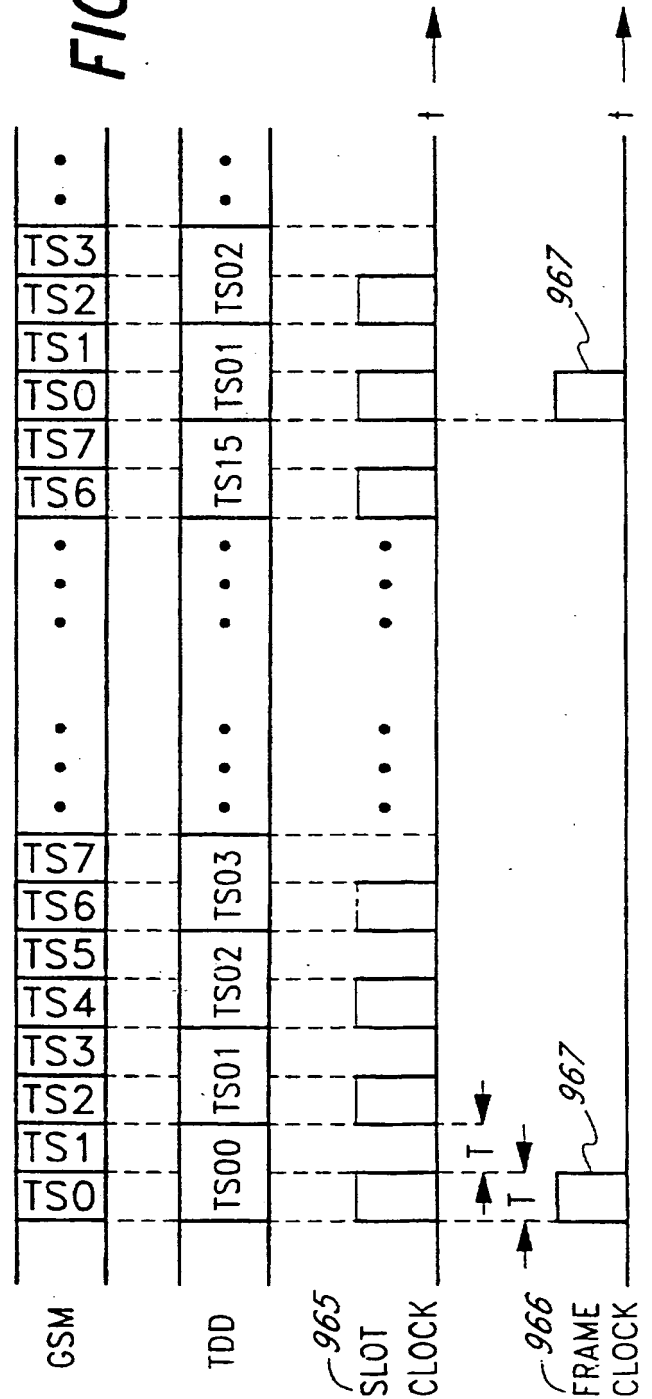 FIG
GSM TS0 TS1 TS2 TS3 TS4 TS5 TS6 TS7 TS6 TS7 TS0 TS1 TS2 TS3
TDD TS00 TS01 TS02 TS03 TS15 TS01 TS02
965
SLOT
CLOCK
t
T
T
966
FRAME
CLOCK
967
967
t